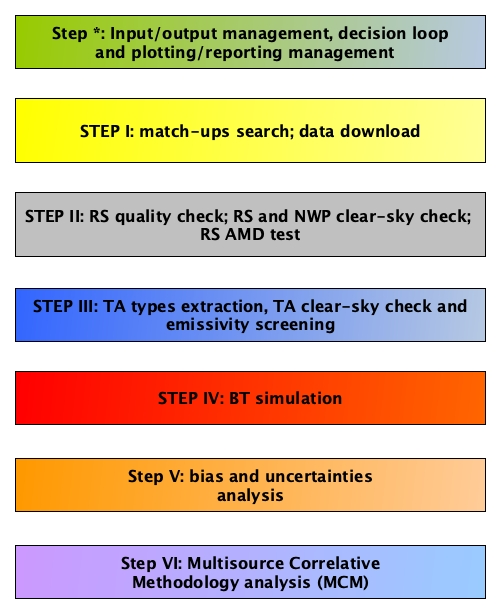 Step *: Input/output management, decision loop
and plotting/reporting management
STEP I: match-ups search; data download
STEP II: RS quality check; RS and NWP clear-sky check;
RS AMD test
STEP III: TA types extraction, TA clear-sky check and
emissivity screening
STEP IV: BT simulation
Step V: bias and uncertainties
analysis
Step VI: Multisource Correlative
Methodology analysis (MCM)